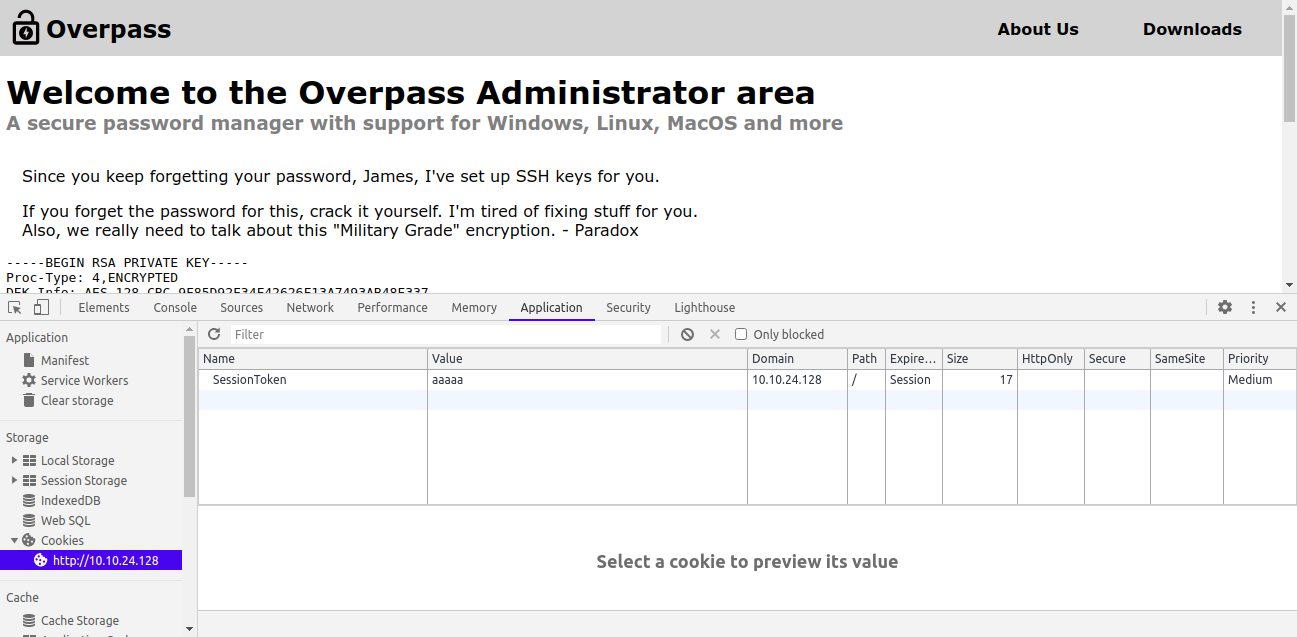 Overpass
About Us
Downloads
Welcome to the Overpass Administrator area
A secure password manager with support for Windows, Linux, MacOS and more
Since you keep forgetting your password, James, I've set up SSH keys for you.
If you forget the password for this, crack it yourself. I'm tired of fixing stuff for you.
Also, we really need to talk about this "Military Grade" encryption. - Paradox
-----BEGIN RSA PRIVATE KEY-----
Proc-Type: 4,ENCRYPTED
Elements Console Sources Network Performance Memory Application Security Lighthouse
Application
Manifest
Service Workers
Clear storage
Storage
Local Storage
Session Storage
IndexedDB
Web SQL
Cookies
http://10.10.24.128
Cache
Cache Storage
Filter
Only blocked
Name Value Domain Path Expire... Size HttpOnly Secure SameSite Priority
SessionToken aaaaa 10.10.24.128 / Session 17 Medium
Select a cookie to preview its value